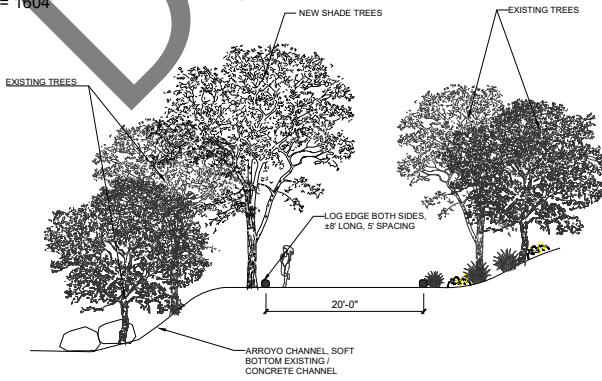 = 1604
NEW SHADE TREES
EXISTING TREES
EXISTING TREES
LOG EDGE BOTH SIDES,
±8' LONG, 5' SPACING
20'-0"
ARROYO CHANNEL, SOFT
BOTTOM EXISTING /
CONCRETE CHANNEL